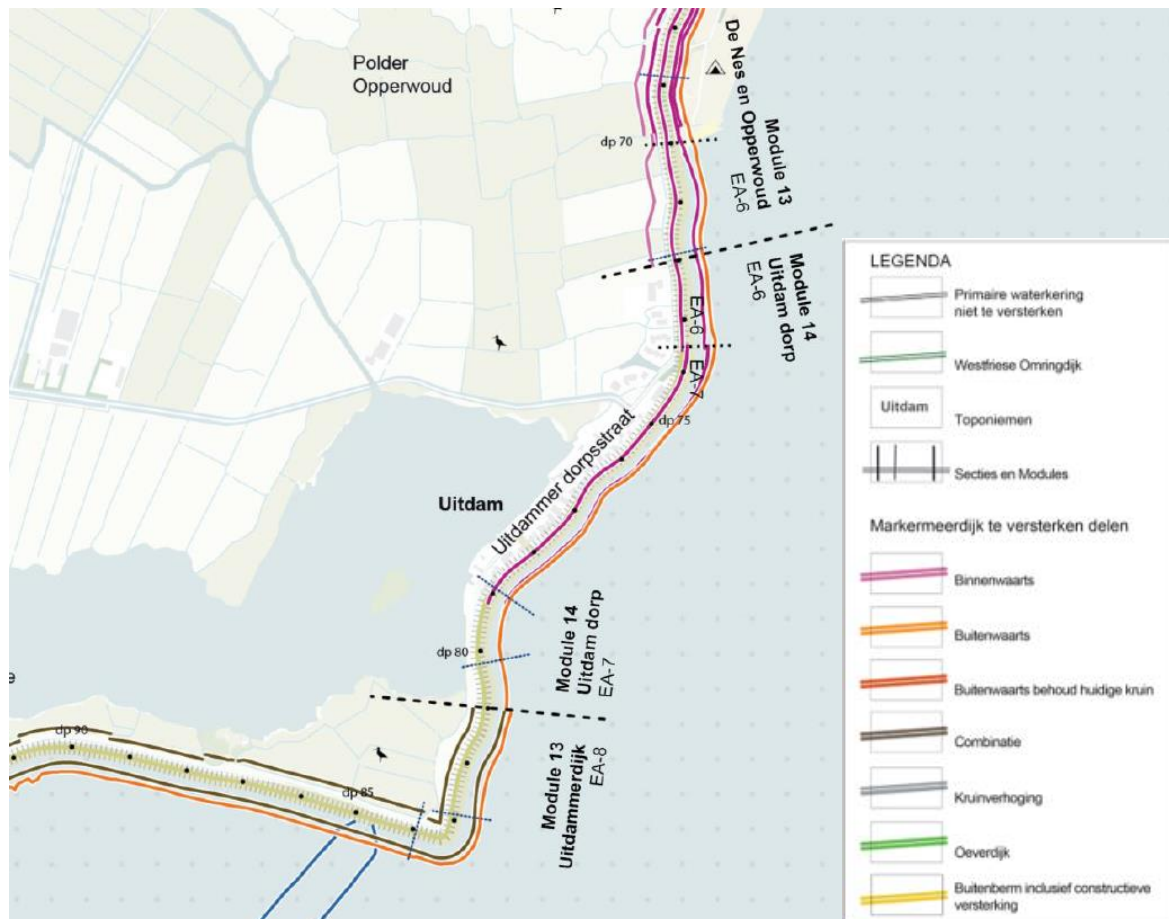 Polder
Opperwoud
De Nes en Opperwoud
Module 13
EA-6
dp 70
Module 14
Uitdam dorp
EA-6
EA-6
EA-7
dp 75
Uitdammer dorpsstraat
Uitdam
dp 80
Module 14
Uitdam dorp
EA-7
e
dp 90
dp 85
Module 13
Uitdammerdijk
EA-8
LEGENDA
Primaire waterkering
niet te versterken
Westfriese Omringdijk
Uitdam
Toponiemen
Secties en Modules
Markermeerdijk te versterken delen
Binnenwaarts
Buitenwaarts
Buitenwaarts behoud huidige kruin
Combinatie
Kruinverhoging
Oeverdijk
Buitenberm inclusief constructieve
versterking